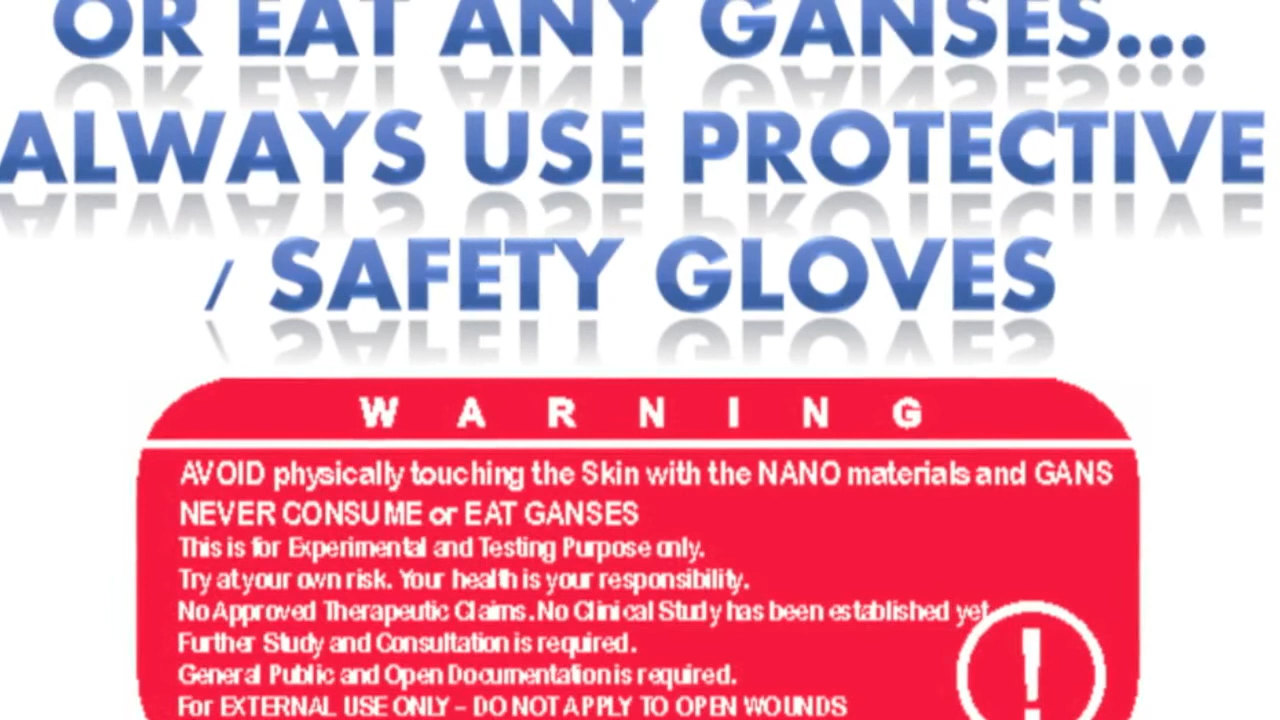 OR EAT ANY GANSES...
ALWAYS USE PROTECTIVE
/ SAFETY GLOVES
W A R N I N G
AVOID physically touching the Skin with the NANO materials and GANS
NEVER CONSUME or EAT GANSES
This is for Experimental and Testing Purpose only.
Try at your own risk. Your health is your responsibility.
No Approved Therapeutic Claims. No Clinical Study has been established yet
Further Study and Consultation is required.
General Public and Open Documentation is required.
For EXTERNAL USE ONLY – DO NOT APPLY TO OPEN WOUNDS
!